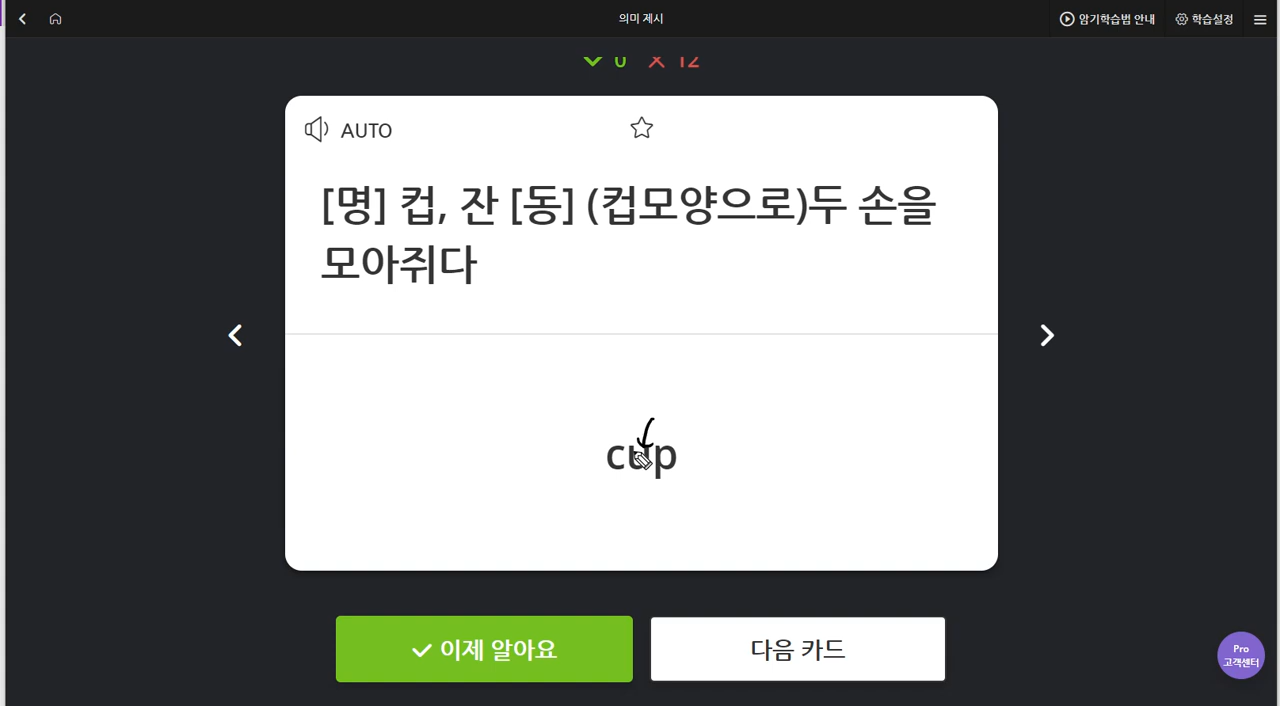 의미 제시
암기학습법 안내
학습설정
0 12
AUTO
[명] 컵, 잔 [동] (컵모양으로)두 손을
모아쥐다
cup
이제 알아요
다음 카드
Pro
고객센터